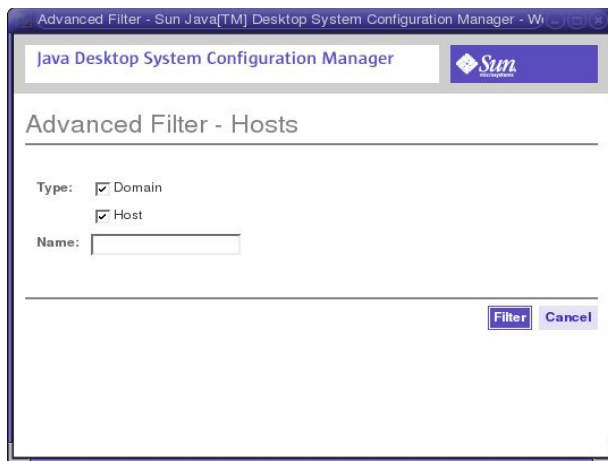 Advanced Filter - Sun Java[TM] Desktop System Configuration Manager - W
Java Desktop System Configuration Manager
Sun
microsystems
Advanced Filter - Hosts
Type: Domain
Host
Name:
Filter Cancel